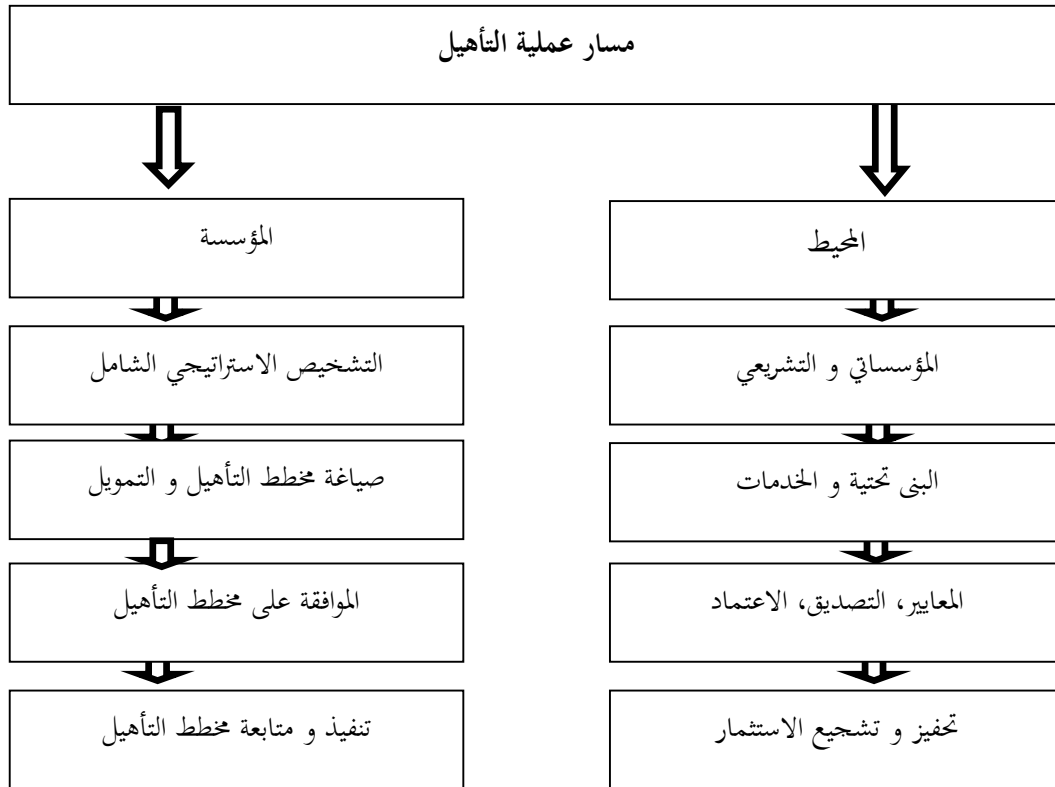 مسار عملية التأهيل
المحيط
المؤسسة
المؤسساتي و التشريعي
التشخيص الاستراتيجي الشامل
البنى تحتية و الخدمات
صياغة مخطط التأهيل و التمويل
المعايير، التصديق، الاعتماد
الموافقة على مخطط التأهيل
تحفيز و تشجيع الاستثمار
تنفيذ و متابعة مخطط التأهيل